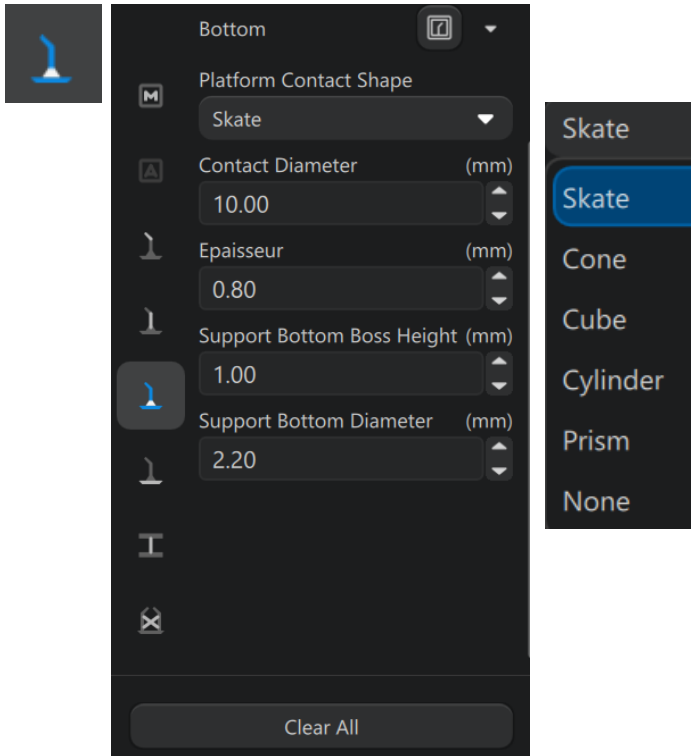 Bottom
M
Platform Contact Shape
Skate
A
Contact Diameter (mm)
10.00
Epaisseur (mm)
0.80
Support Bottom Boss Height (mm)
1.00
Support Bottom Diameter (mm)
2.20
Clear All
Skate
Skate
Cone
Cube
Cylinder
Prism
None